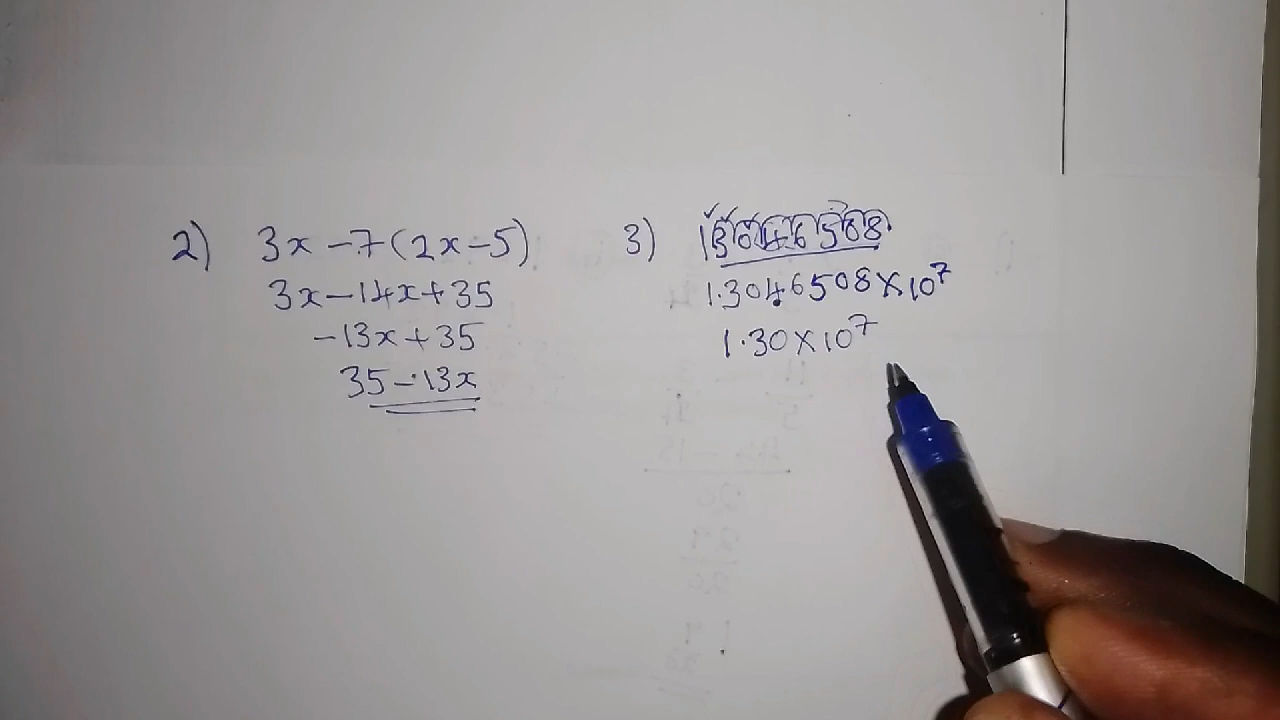 2) 3x - 7(2x - 5)
3x - 14x + 35
- 13x + 35
35 - 13x
3) 13046508
1.3046508 × 10⁷
1.30 × 10⁷